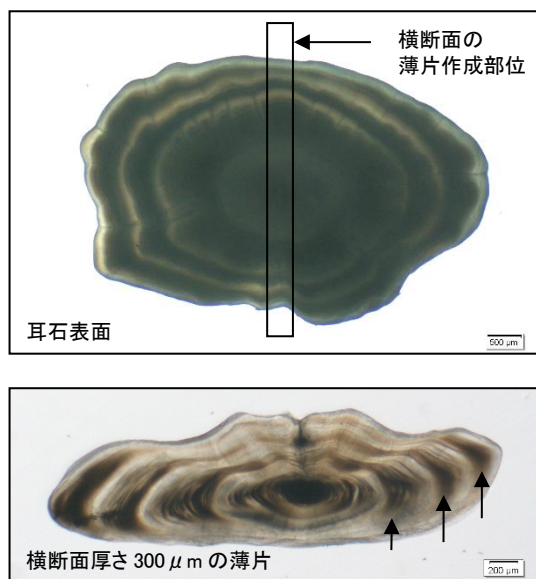 横断面の
薄片作成部位
耳石表面
500 μm
横断面厚さ 300 μm の薄片
200 μm